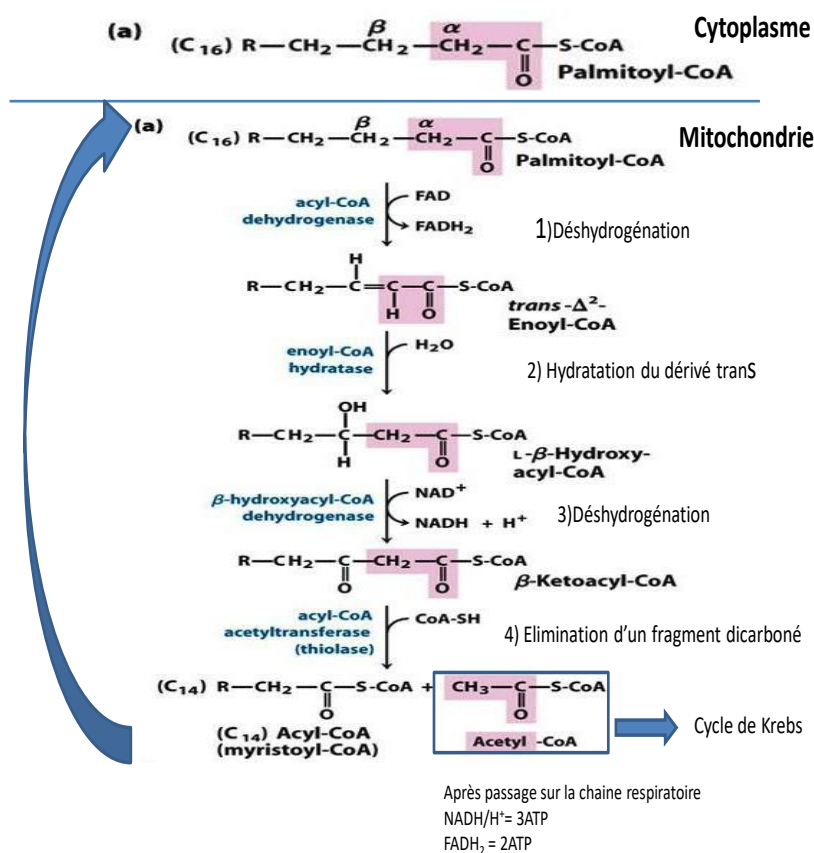 (a) (C₁₆) R—CH₂—CH₂—CH₂—C—S-CoA Cytoplasme
β α
O
Palmitoyl-CoA
(a) (C₁₆) R—CH₂—CH₂—CH₂—C—S-CoA Mitochondrie
β α
O
Palmitoyl-CoA
acyl-CoA
dehydrogenase
FAD
FADH₂
1)Déshydrogénation
H
R—CH₂—C=C—C—S-CoA
H O
trans-Δ²-
Enoyl-CoA
enoyl-CoA
hydratase
H₂O
2) Hydratation du dérivé tranS
OH
R—CH₂—C—CH₂—C—S-CoA
H O
L-β-Hydroxy-
acyl-CoA
β-hydroxyacyl-CoA
dehydrogenase
NAD⁺
NADH + H⁺
3)Déshydrogénation
R—CH₂—C—CH₂—C—S-CoA
O O
β-Ketoacyl-CoA
acyl-CoA
acetyltransferase
(thiolase)
CoA-SH
4) Elimination d'un fragment dicarboné
(C₁₄) R—CH₂—C—S-CoA + CH₃—C—S-CoA
O O
(C₁₄) Acyl-CoA
(myristoyl-CoA)
Acetyl -CoA
Cycle de Krebs
Après passage sur la chaine respiratoire
NADH/H⁺= 3ATP
FADH₂ = 2ATP